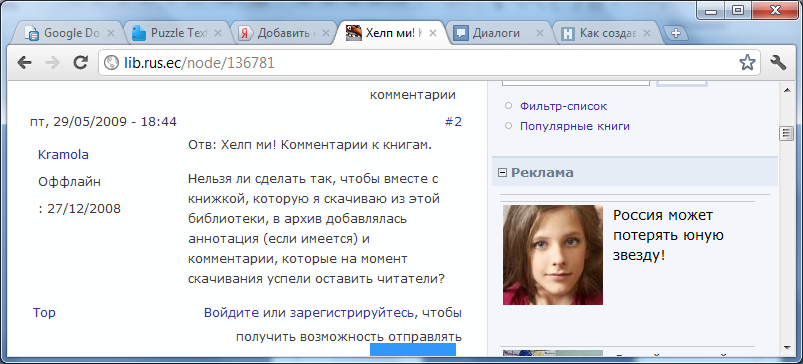 Google Do
Puzzle Text
Добавить
Хелп ми! К
Диалоги
Как создав
lib.rus.ec/node/136781
комментарии
пт, 29/05/2009 - 18:44
#2
Kramola
Оффлайн
: 27/12/2008
Отв: Хелп ми! Комментарии к книгам.
Нельзя ли сделать так, чтобы вместе с
книжкой, которую я скачиваю из этой
библиотеки, в архив добавлялась
аннотация (если имеется) и
комментарии, которые на момент
скачивания успели оставить читатели?
Top
Войдите или зарегистрируйтесь, чтобы
получить возможность отправлять
Фильтр-список
Популярные книги
Реклама
Россия может
потерять юную
звезду!